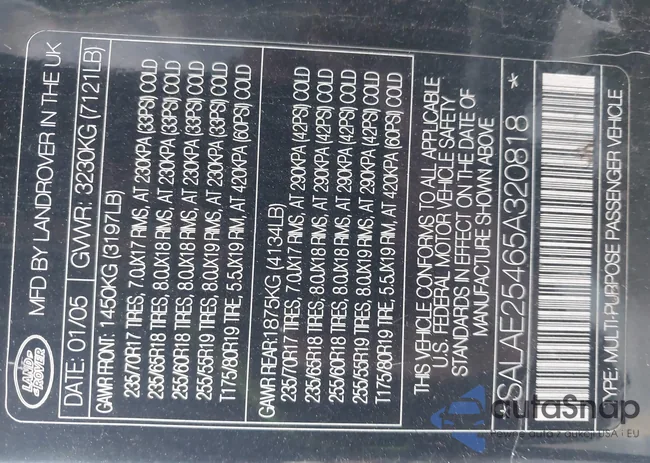 LAND-
-ROVER
MFD BY LANDROVER IN THE UK
DATE: 01/05 GVWR: 3230KG (7121LB)
GAWR FRONT: 1450KG (3197LB)
235/70R17 TIRES, 7.0JX17 RIMS, AT 230KPA (33PSI) COLD
235/65R18 TIRES, 8.0JX18 RIMS, AT 230KPA (33PSI) COLD
255/60R18 TIRES, 8.0JX18 RIMS, AT 230KPA (33PSI) COLD
255/55R19 TIRES, 8.0JX19 RIMS, AT 230KPA (33PSI) COLD
T175/80R19 TIRE, 5.5JX19 RIM, AT 420KPA (60PSI) COLD
GAWR REAR:1875KG (4134LB)
235/70R17 TIRES, 7.0JX17 RIMS, AT 290KPA (42PSI) COLD
235/65R18 TIRES, 8.0JX18 RIMS, AT 290KPA (42PSI) COLD
255/60R18 TIRES, 8.0JX18 RIMS, AT 290KPA (42PSI) COLD
255/55R19 TIRES, 8.0JX19 RIMS, AT 290KPA (42PSI) COLD
T175/80R19 TIRE, 5.5JX19 RIM, AT 420KPA (60PSI) COLD
THIS VEHICLE CONFORMS TO ALL APPLICABLE
U.S. FEDERAL MOTOR VEHICLE SAFETY
STANDARDS IN EFFECT ON THE DATE OF
MANUFACTURE SHOWN ABOVE
*SALAE25465A320818*
TYPE: MULTI-PURPOSE PASSENGER VEHICLE
autoSnap
Pewne auta z aukcji USA i EU